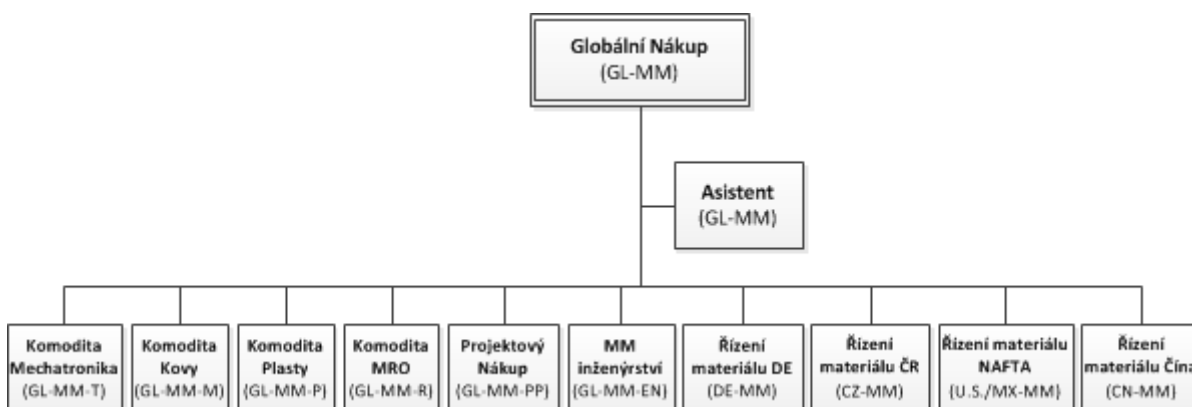 Globální Nákup
(GL-MM)
Asistent
(GL-MM)
Komodita
Mechatronika
(GL-MM-T)
Komodita
Kovy
(GL-MM-M)
Komodita
Plasty
(GL-MM-P)
Komodita
MRO
(GL-MM-R)
Projektový
Nákup
(GL-MM-PP)
MM
inženýrství
(GL-MM-EN)
Řízení
materiálu DE
(DE-MM)
Řízení
materiálu ČR
(CZ-MM)
Řízení materiálu
NAFTA
(U.S./MX-MM)
Řízení
materiálu Čína
(CN-MM)